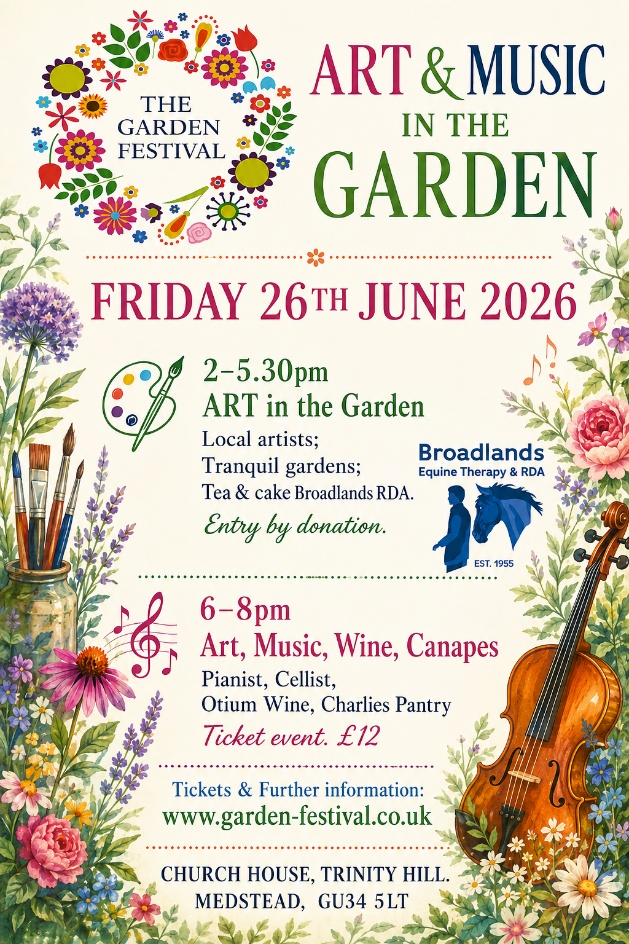 THE
GARDEN
FESTIVAL
ART & MUSIC
IN THE
GARDEN
FRIDAY 26TH JUNE 2026
2–5.30pm
ART in the Garden
Local artists;
Tranquil gardens;
Tea & cake Broadlands RDA.
Entry by donation.
Broadlands
Equine Therapy & RDA
EST. 1955
6–8pm
Art, Music, Wine, Canapes
Pianist, Cellist,
Otium Wine, Charlies Pantry
Ticket event. £12
Tickets & Further information:
www.garden-festival.co.uk
CHURCH HOUSE, TRINITY HILL.
MEDSTEAD, GU34 5LT